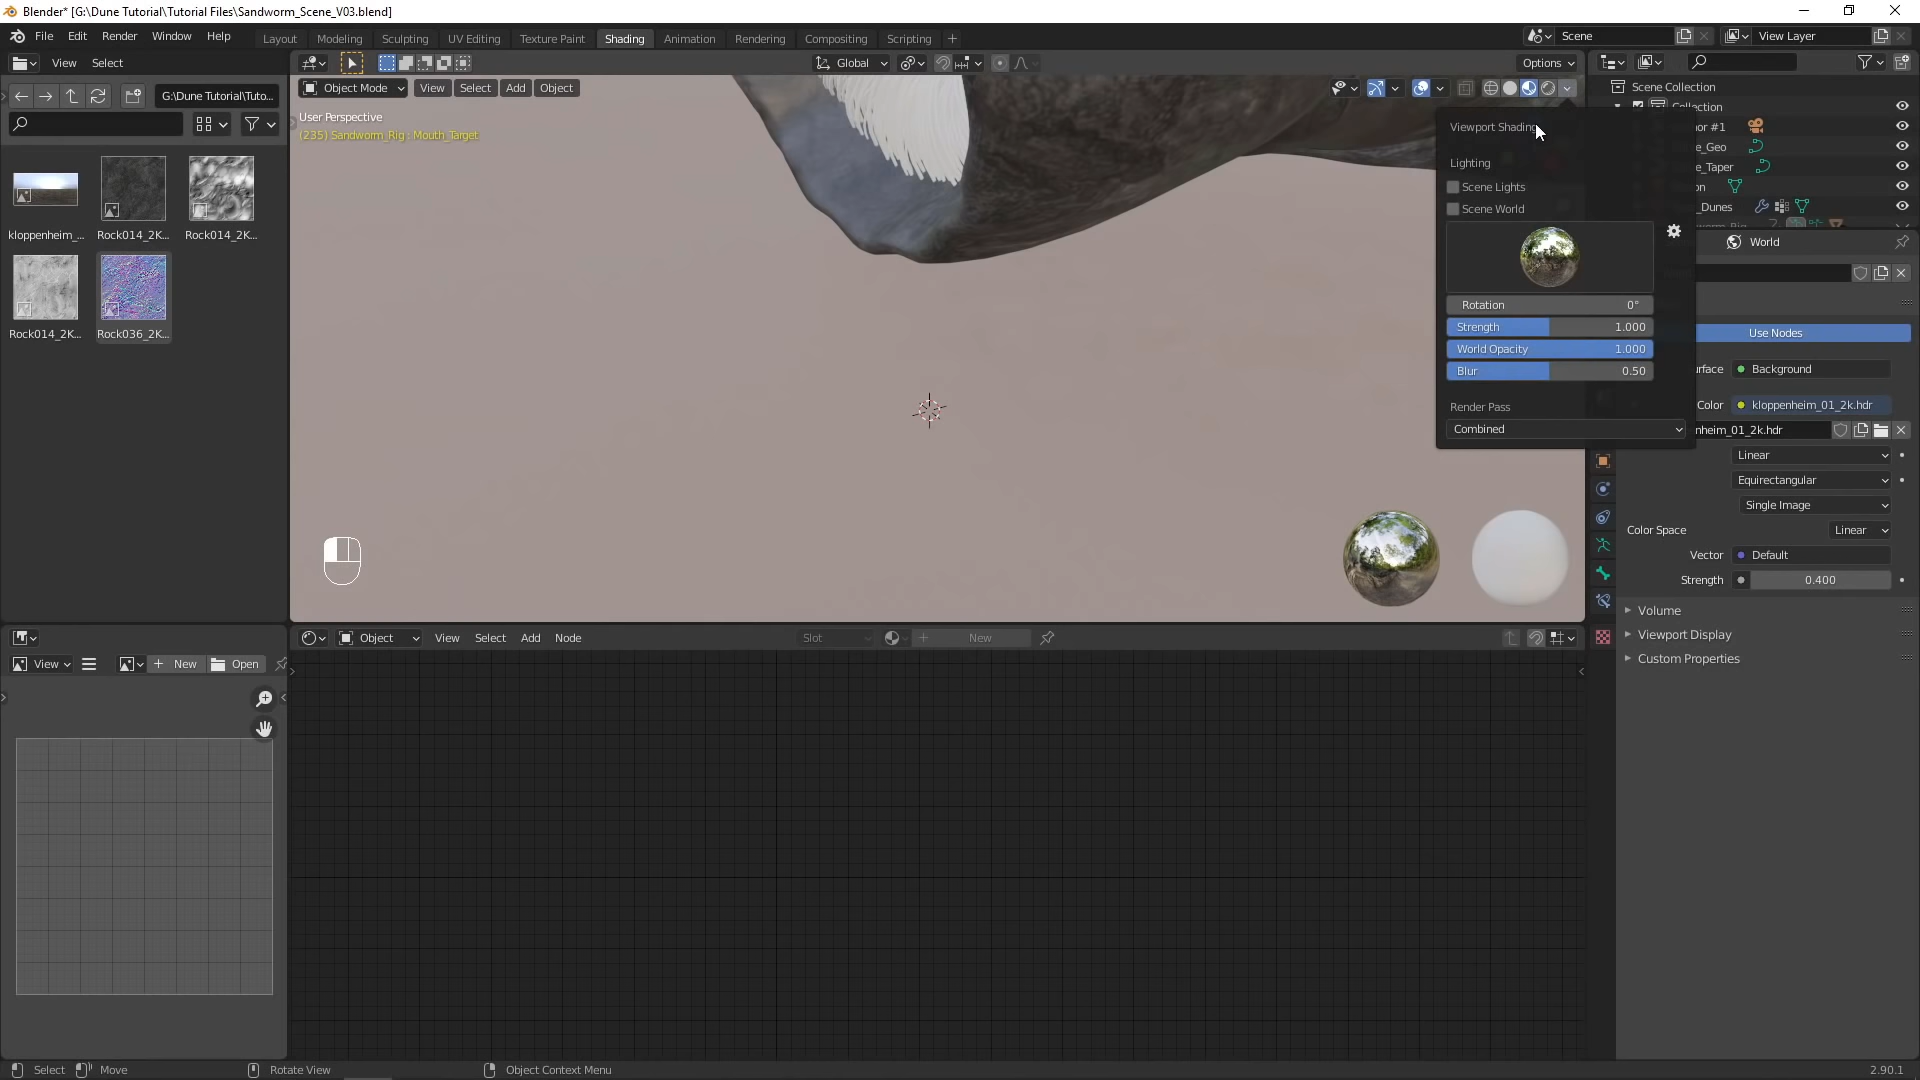 Blender* [G:\Dune Tutorial\Tutorial Files\Sandworm_Scene_V03.blend]
File Edit Render Window Help
Layout Modeling Sculpting UV Editing Texture Paint Shading Animation Rendering Compositing Scripting +
Scene
View Layer
View Select
Global
Options
G:\Dune Tutorial\Tuto...
Object Mode View Select Add Object
Scene Collection
Collection
User Perspective
(235) Sandworm_Rig : Mouth_Target
Viewport Shading
Lighting
Scene Lights
Scene World
Rotation 0°
Strength 1.000
World Opacity 1.000
Blur 0.50
Render Pass
Combined
or #1
e_Geo
e_Taper
on
_Dunes
World
Use Nodes
rface Background
Color kloppenheim_01_2k.hdr
nheim_01_2k.hdr
Linear
Equirectangular
Single Image
Color Space Linear
Vector Default
Strength 0.400
Volume
Viewport Display
Custom Properties
kloppenheim_... Rock014_2K... Rock014_2K...
Rock014_2K... Rock036_2K...
Object View Select Add Node Slot New
View New Open
Select Move Rotate View Object Context Menu
2.90.1